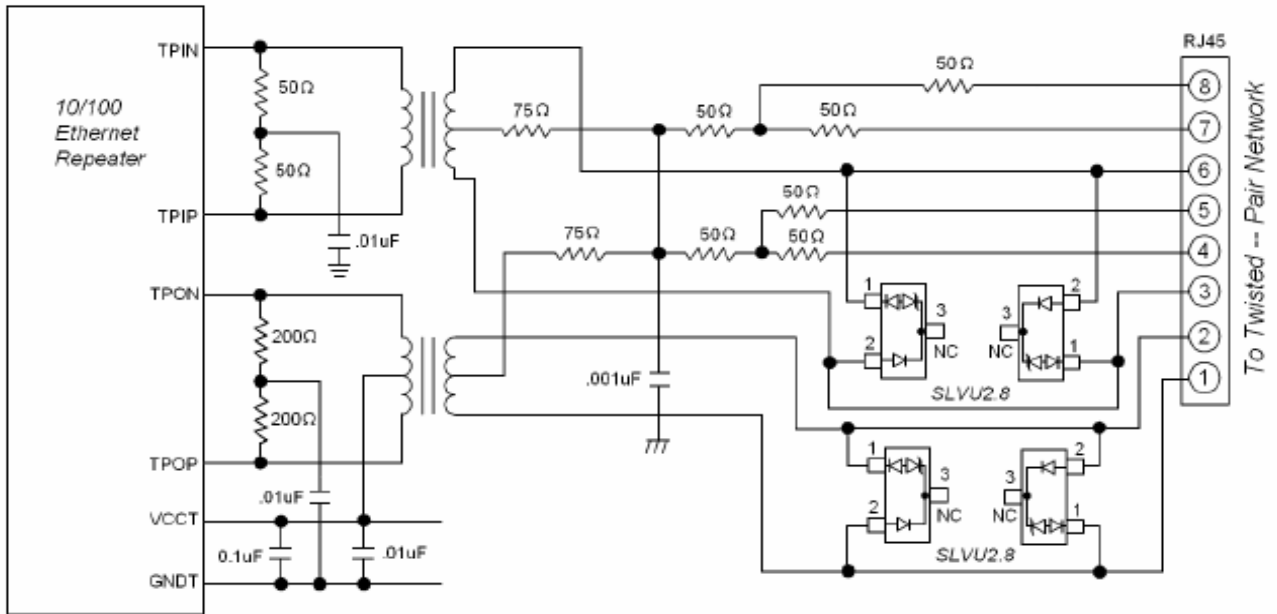 10/100
Ethernet
Repeater
TPIN
TPIP
TPON
TPOP
VCCT
GNDT
50Ω
50Ω
.01uF
200Ω
200Ω
.01uF
0.1uF
.01uF
75Ω
50Ω
50Ω
50Ω
75Ω
50Ω
50Ω
50Ω
.001uF
RJ45
8
7
6
5
4
3
2
1
To Twisted -- Pair Network
1
2
3
NC
3
NC
2
1
SLVU2.8
1
2
3
NC
3
NC
2
1
SLVU2.8